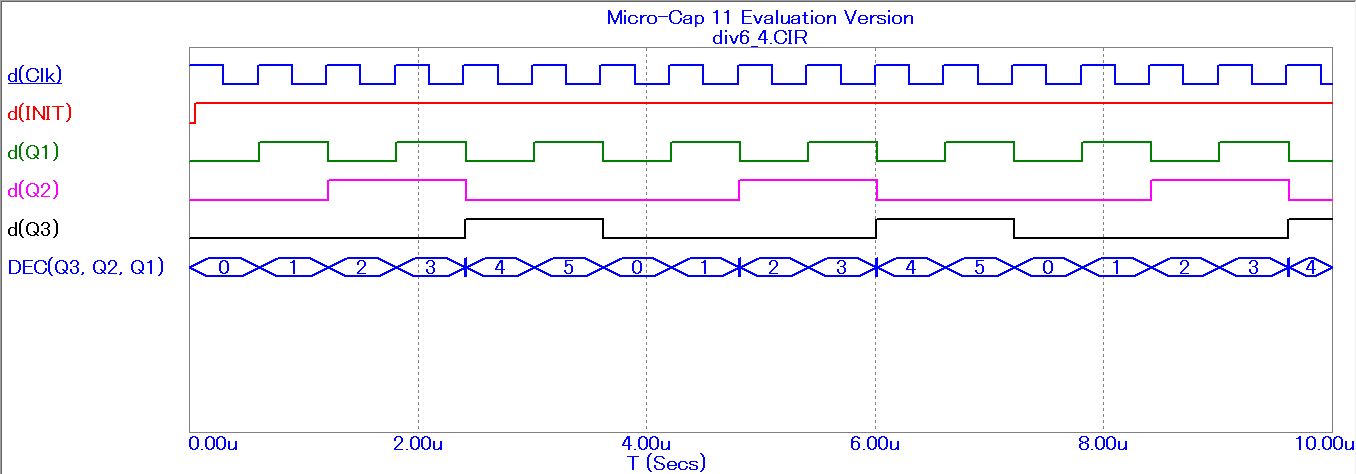 Micro-Cap 11 Evaluation Version
div6_4.CIR
d(Clk)
d(INIT)
d(Q1)
d(Q2)
d(Q3)
DEC(Q3, Q2, Q1) 0 1 2 3 4 5 0 1 2 3 4 5 0 1 2 3 4
0.00u 2.00u 4.00u 6.00u 8.00u 10.00u
T (Secs)